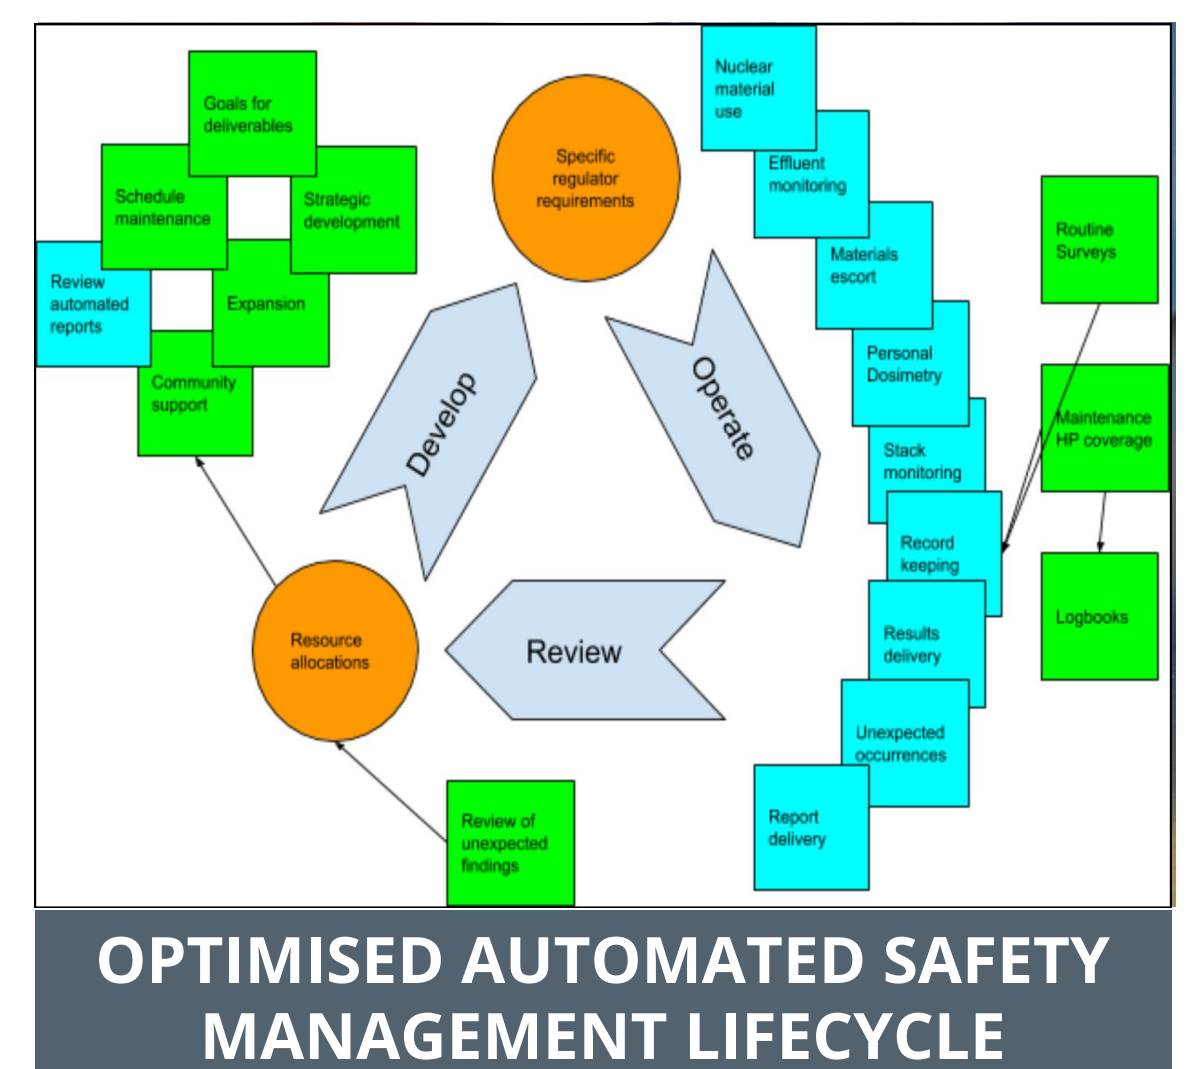 Goals for
deliverables
Schedule
maintenance
Strategic
development
Review
automated
reports
Expansion
Community
support
Specific
regulator
requirements
Develop
Operate
Review
Resource
allocations
Review of
unexpected
findings
Nuclear
material
use
Effluent
monitoring
Materials
escort
Personal
Dosimetry
Stack
monitoring
Record
keeping
Results
delivery
Unexpected
occurrences
Report
delivery
Routine
Surveys
Maintenance
HP coverage
Logbooks
OPTIMISED AUTOMATED SAFETY
MANAGEMENT LIFECYCLE